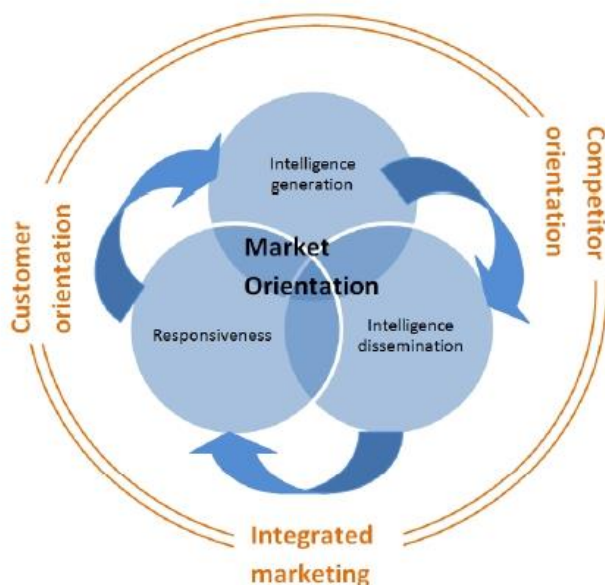 Intelligence
generation
Competitor
orientation
Customer
orientation
Market
Orientation
Responsiveness
Intelligence
dissemination
Integrated
marketing